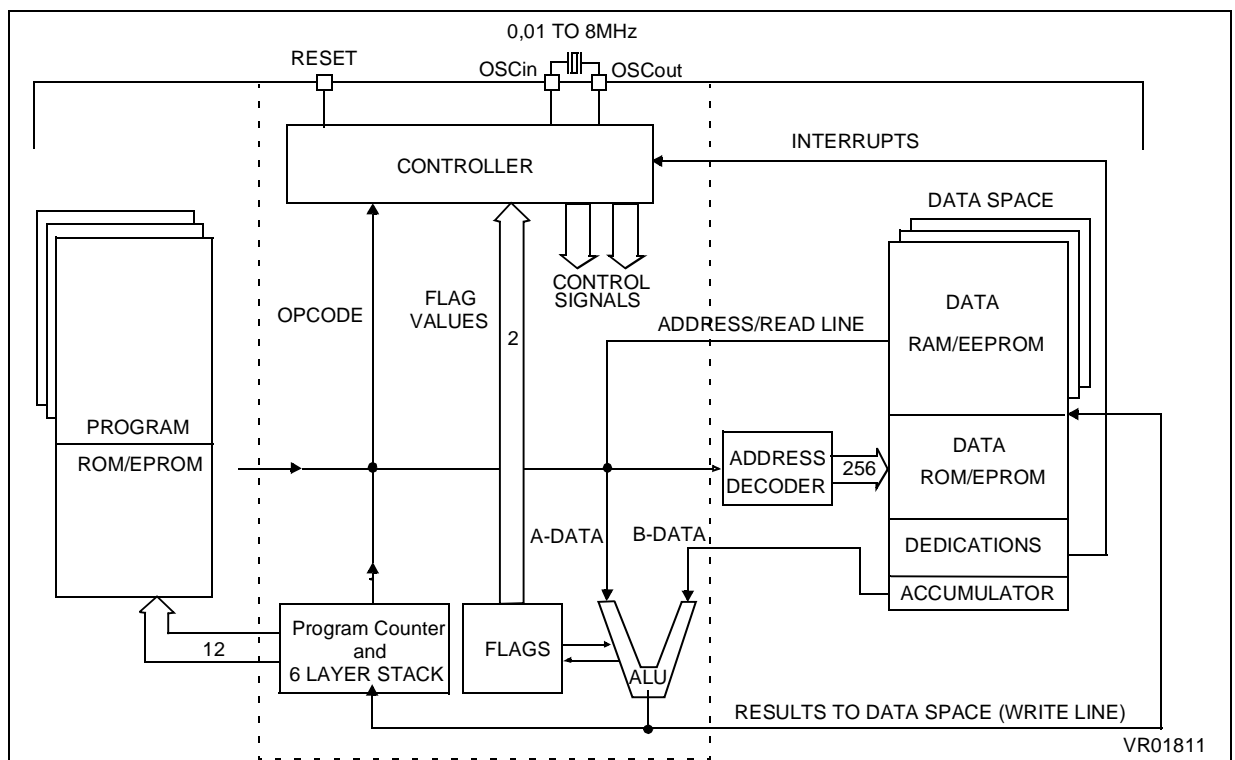 0,01 TO 8MHz
RESET
OSCin
OSCout
INTERRUPTS
CONTROLLER
DATA SPACE
CONTROL
SIGNALS
OPCODE
FLAG
VALUES
2
ADDRESS/READ LINE
DATA
RAM/EEPROM
PROGRAM
ROM/EPROM
ADDRESS
DECODER
256
DATA
ROM/EPROM
A-DATA
B-DATA
DEDICATIONS
ACCUMULATOR
12
Program Counter
and
6 LAYER STACK
FLAGS
ALU
RESULTS TO DATA SPACE (WRITE LINE)
VR01811